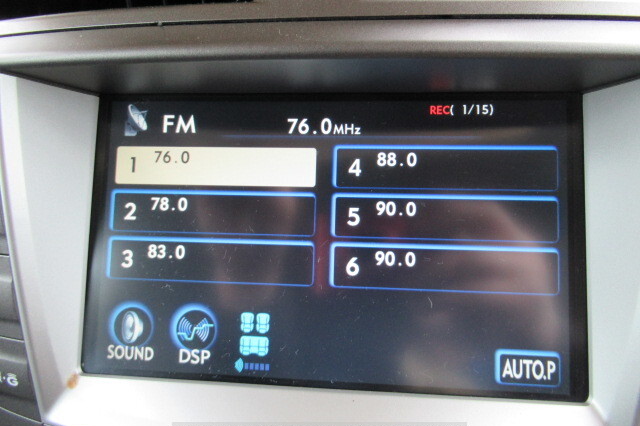 REC( 1/15)
FM 76.0MHz
1 76.0
2 78.0
3 83.0
4 88.0
5 90.0
6 90.0
SOUND DSP
AUTO.P